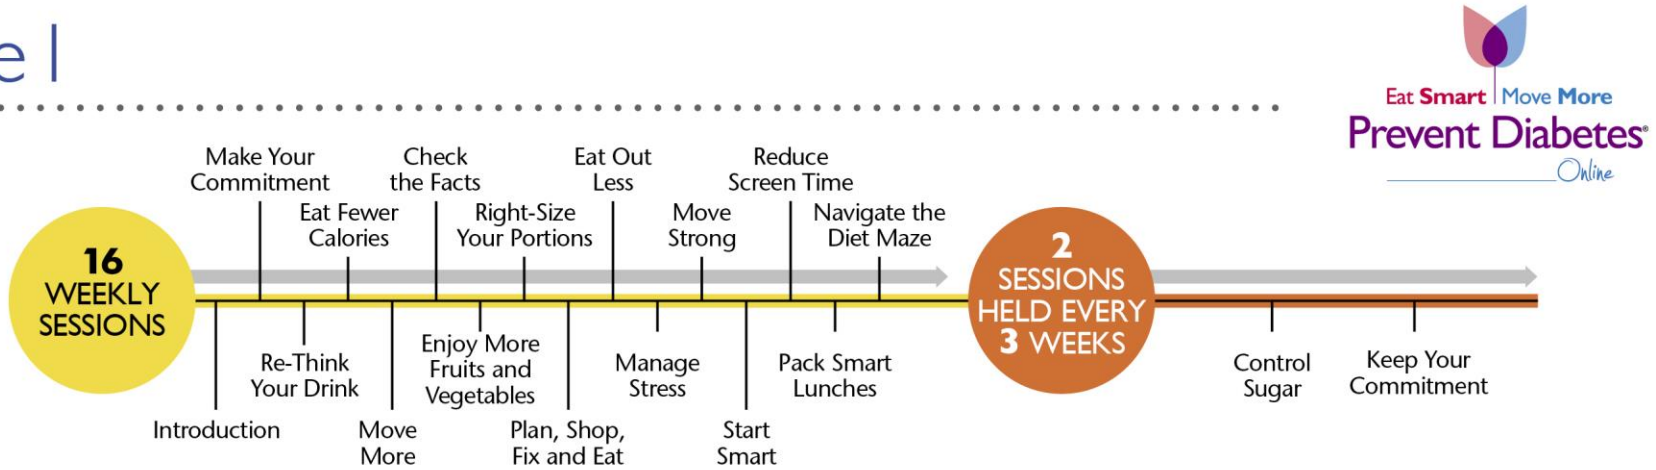 e I
Eat Smart Move More
Prevent Diabetes®
Online
Make Your
Commitment
Check
the Facts
Eat Out
Less
Reduce
Screen Time
Eat Fewer
Calories
Right-Size
Your Portions
Move
Strong
Navigate the
Diet Maze
16
WEEKLY
SESSIONS
2
SESSIONS
HELD EVERY
3 WEEKS
Re-Think
Your Drink
Enjoy More
Fruits and
Vegetables
Manage
Stress
Pack Smart
Lunches
Control
Sugar
Keep Your
Commitment
Introduction
Move
More
Plan, Shop,
Fix and Eat
Start
Smart